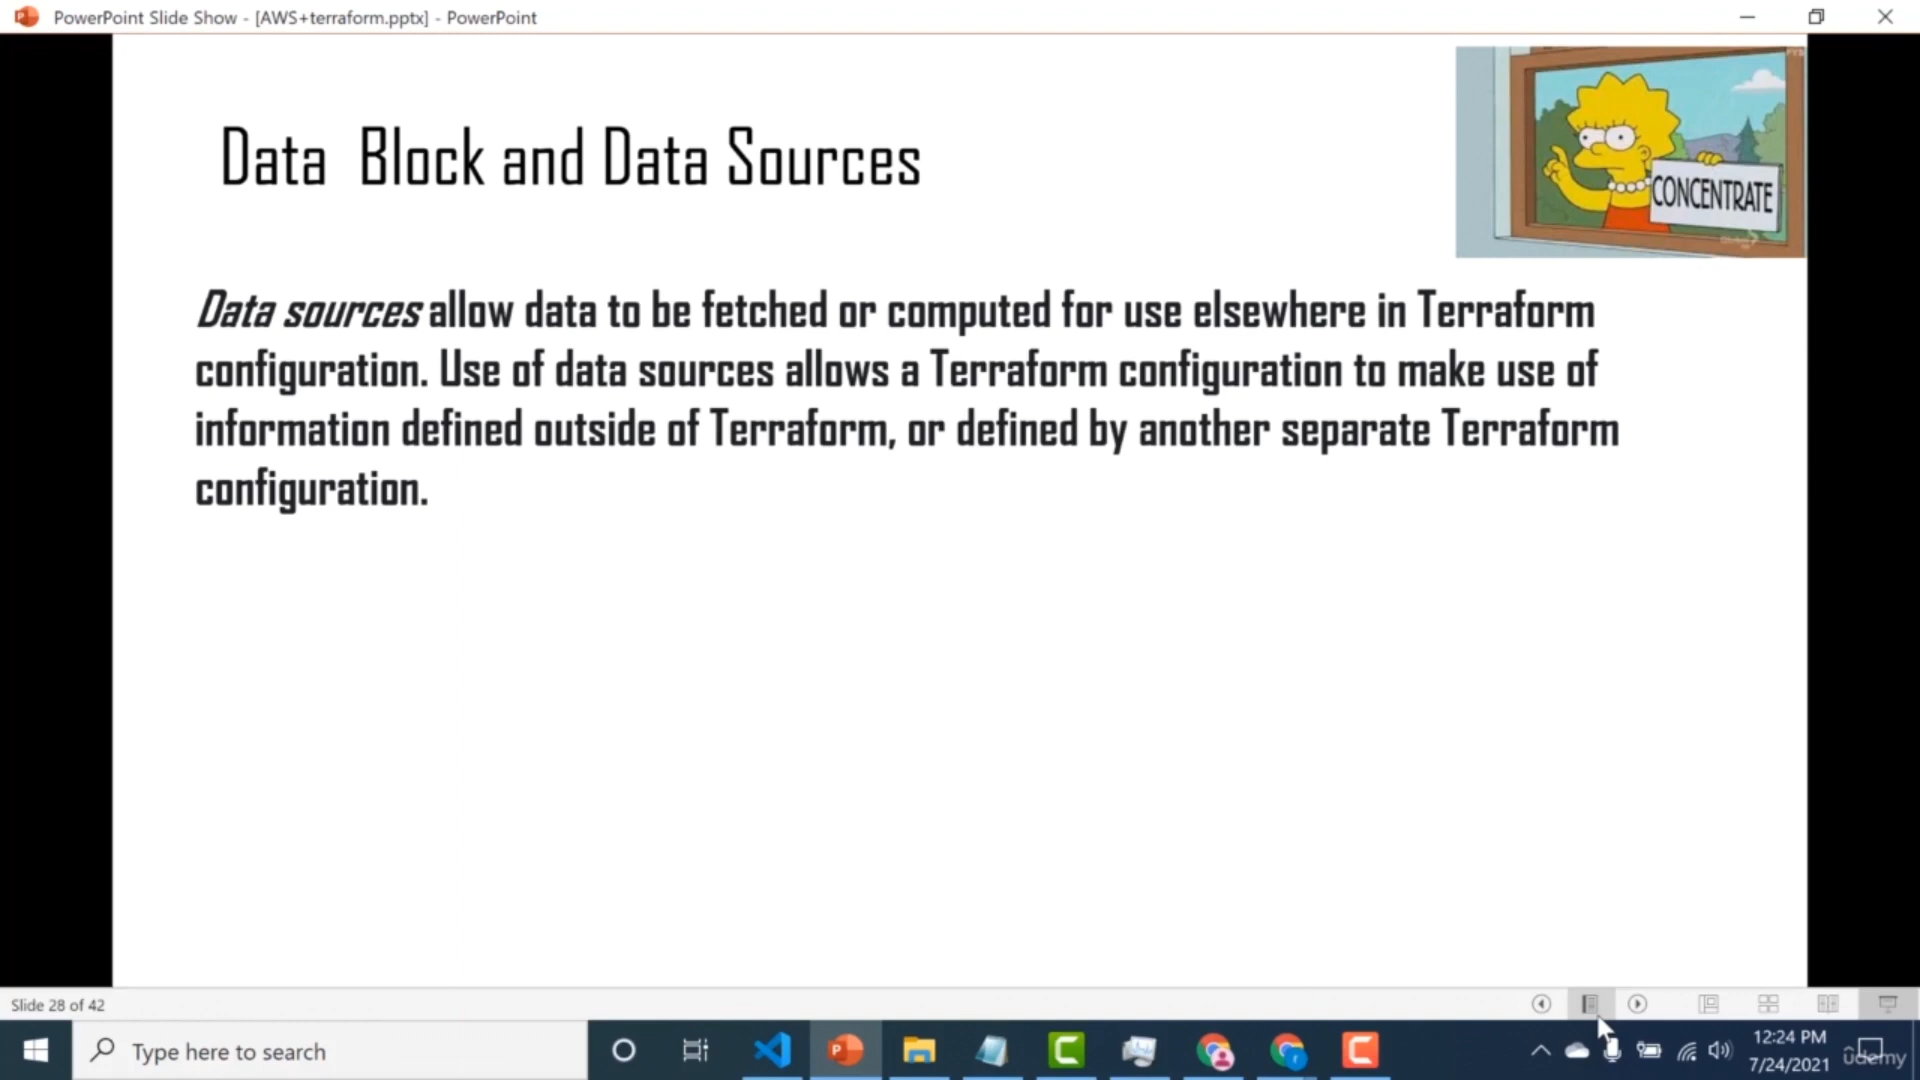 PowerPoint Slide Show - [AWS+terraform.pptx] - PowerPoint
Data Block and Data Sources
CONCENTRATE
Data sources allow data to be fetched or computed for use elsewhere in Terraform
configuration. Use of data sources allows a Terraform configuration to make use of
information defined outside of Terraform, or defined by another separate Terraform
configuration.
Slide 28 of 42
Type here to search
12:24 PM
7/24/2021
ûdemy